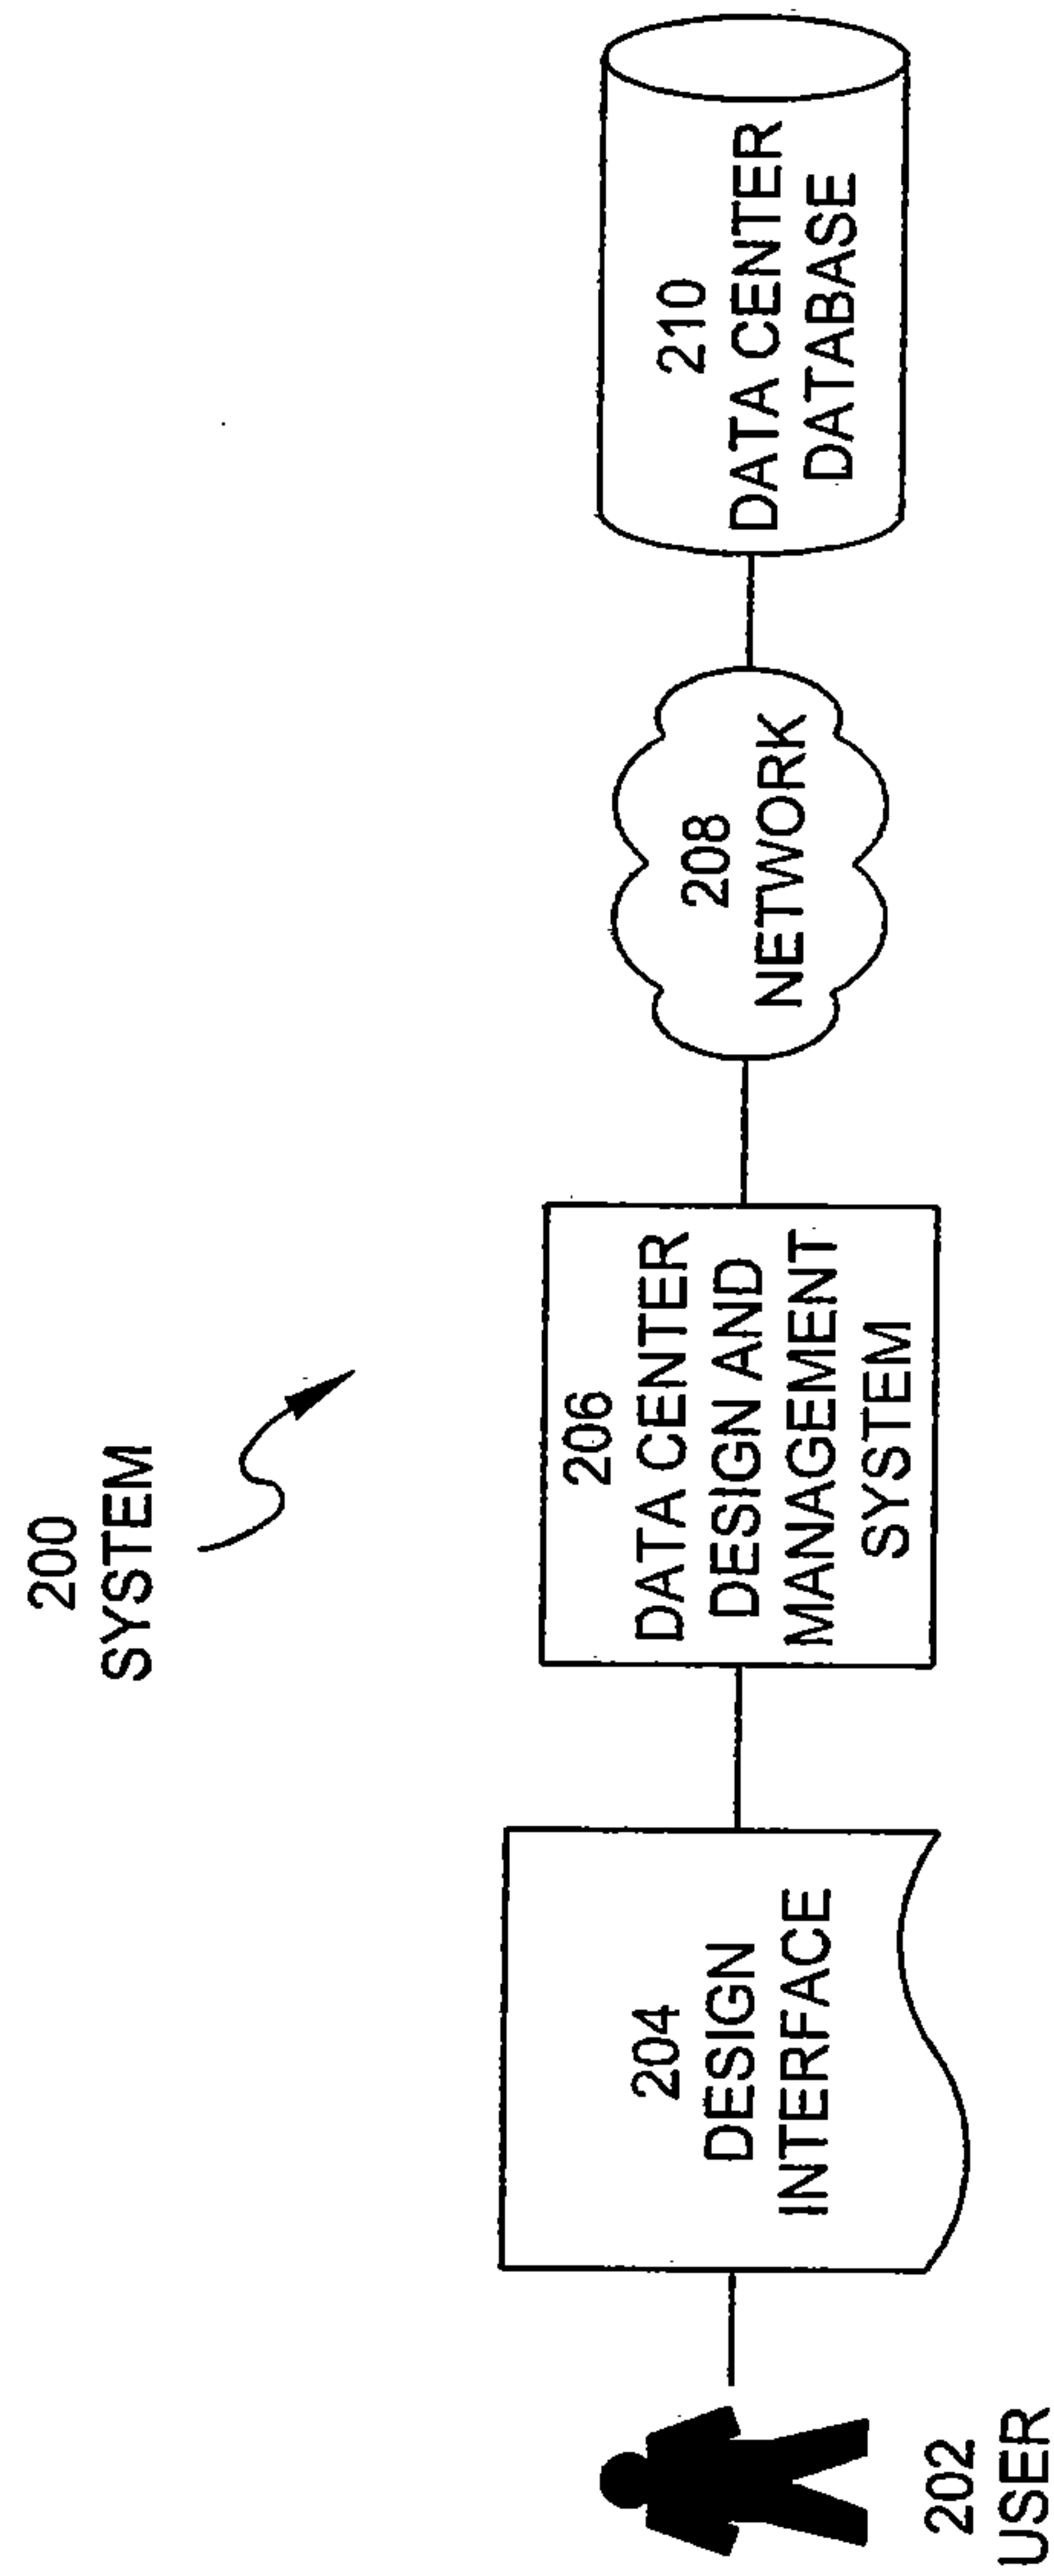 200
SYSTEM
202
USER
204
DESIGN
INTERFACE
206
DATA CENTER
DESIGN AND
MANAGEMENT
SYSTEM
208
NETWORK
210
DATA CENTER
DATABASE